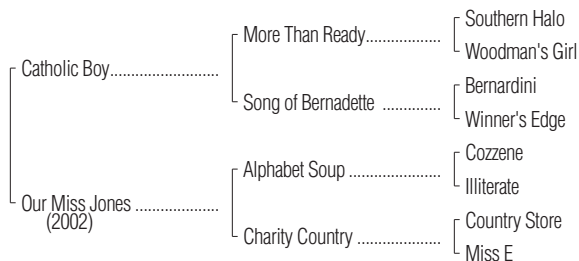 Southern Halo
More Than Ready..................
Woodman's Girl
Catholic Boy..........................
Bernardini
Song of Bernadette ..............
Winner's Edge
Cozzene
Alphabet Soup ......................
Illiterate
Our Miss Jones ....................
(2002)
Country Store
Charity Country ....................
Miss E